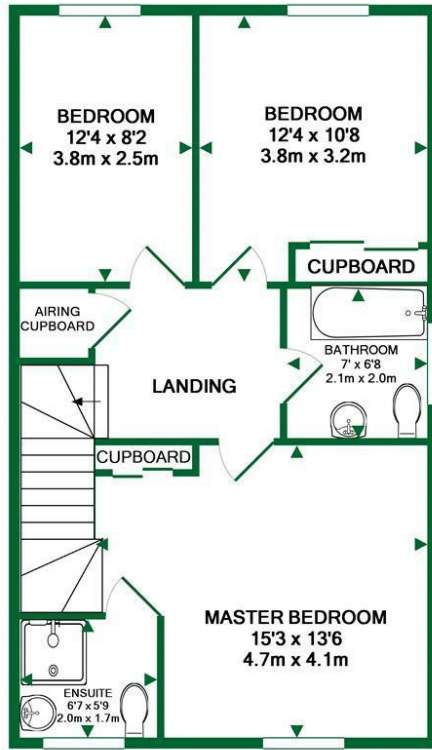 BEDROOM
12'4 x 8'2
3.8m x 2.5m
BEDROOM
12'4 x 10'8
3.8m x 3.2m
CUPBOARD
AIRING
CUPBOARD
BATHROOM
7' x 6'8
2.1m x 2.0m
LANDING
CUPBOARD
MASTER BEDROOM
15'3 x 13'6
4.7m x 4.1m
ENSUITE
6'7 x 5'9
2.0m x 1.7m